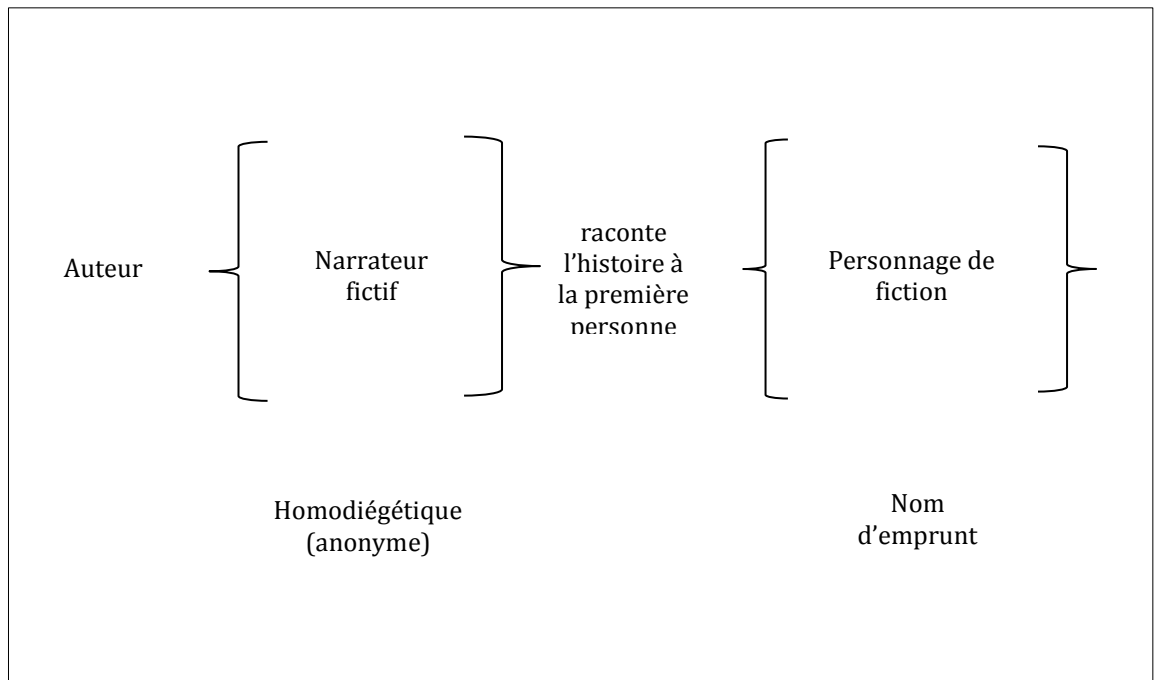 Auteur
Narrateur
fictif
raconte
l’histoire à
la première
personne
Personnage de
fiction
Homodiégétique
(anonyme)
Nom
d’emprunt